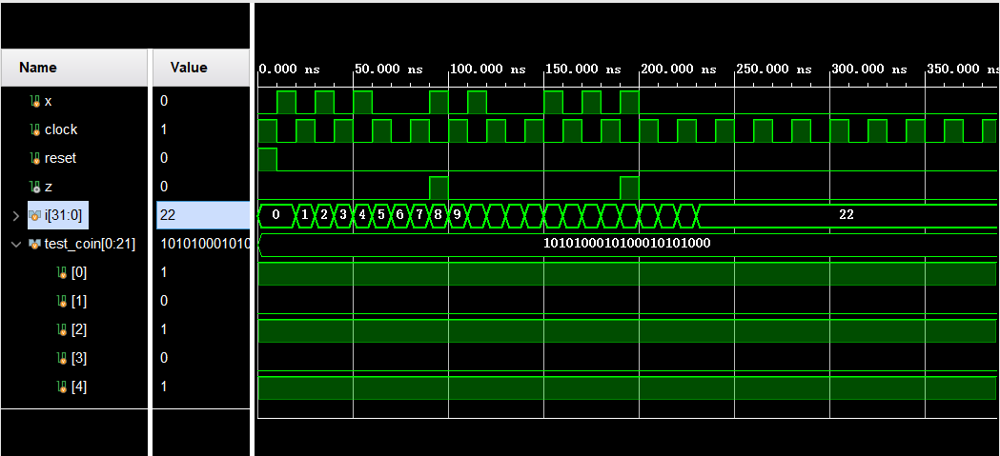 Name Value
0.000 ns 50.000 ns 100.000 ns 150.000 ns 200.000 ns 250.000 ns 300.000 ns 350.000 ns
x 0
clock 1
reset 0
z 0
i[31:0] 22 0 1 2 3 4 5 6 7 8 9 22
test_coin[0:21] 101010001010 1010100010100010101000
[0] 1
[1] 0
[2] 1
[3] 0
[4] 1